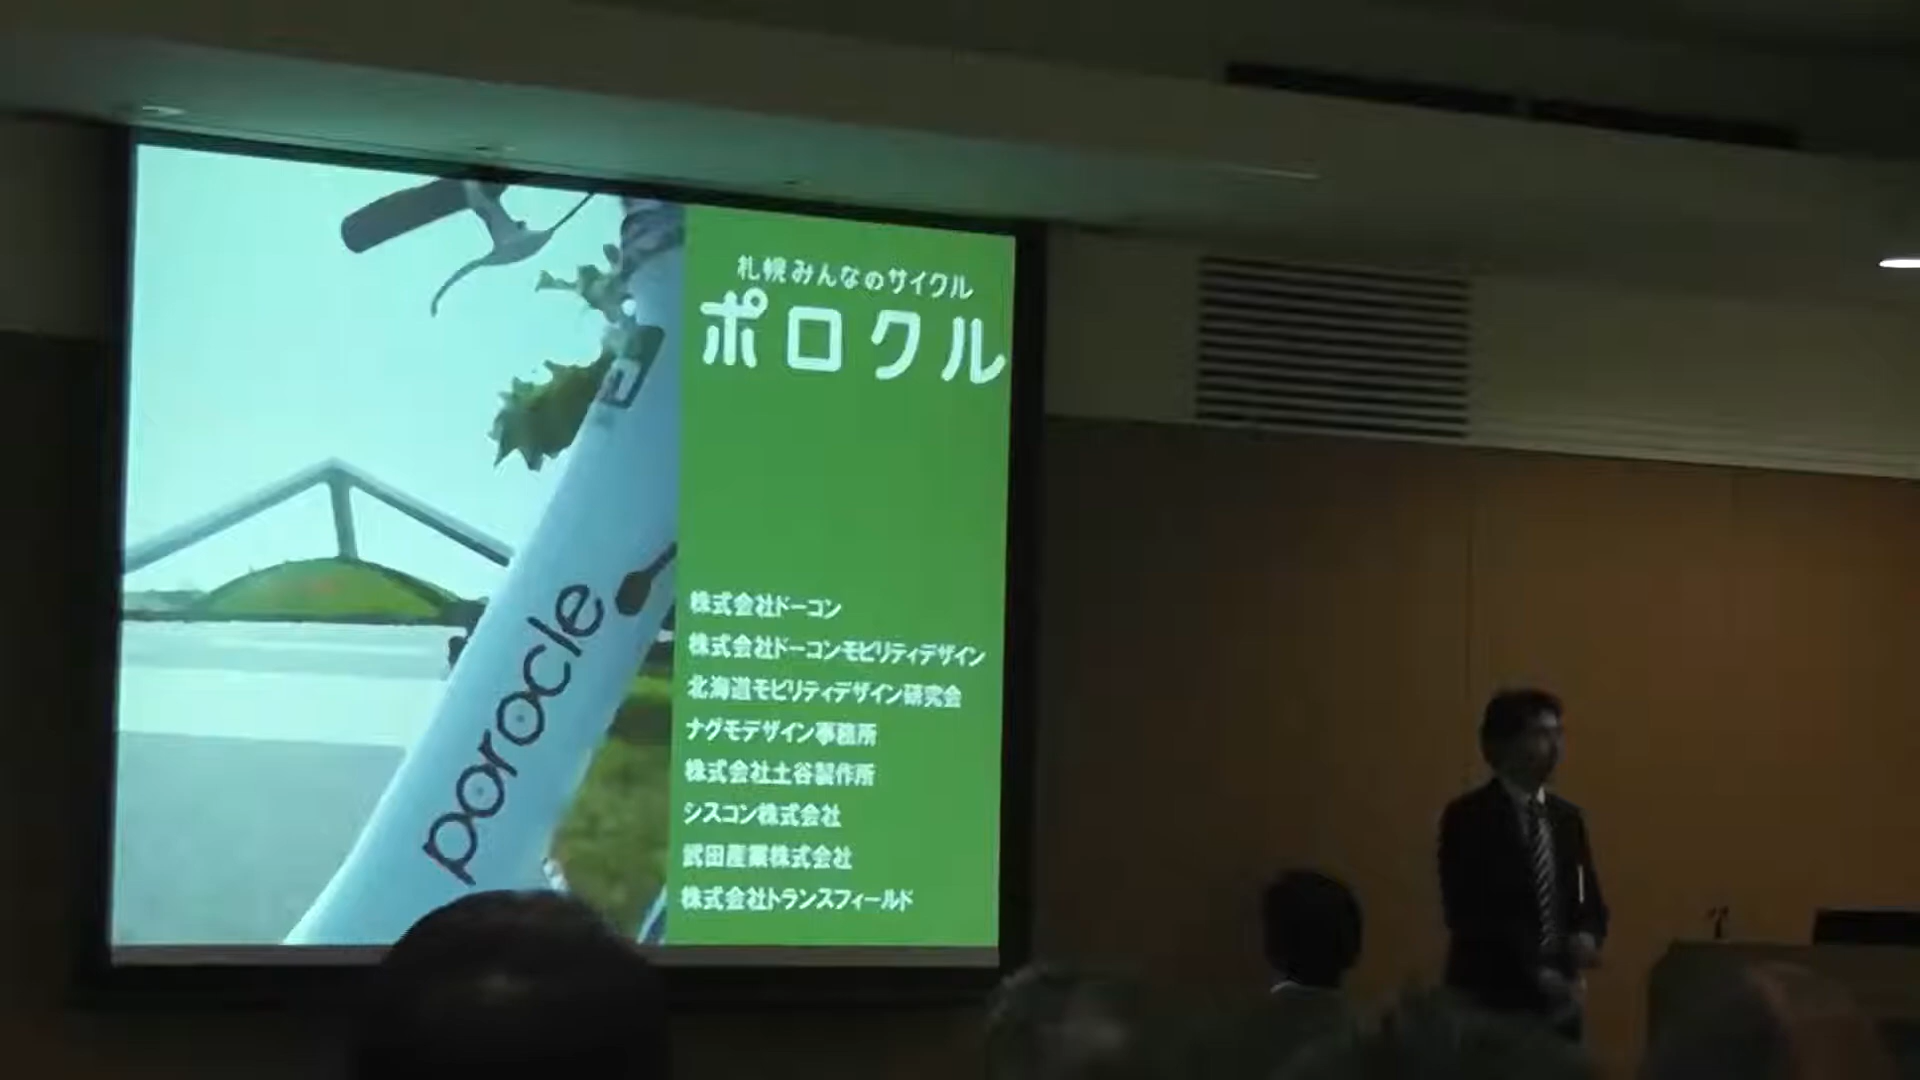 札幌みんなのサイクル
ポロクル
porocle
株式会社ドーコン
株式会社ドーコンモビリティデザイン
北海道モビリティデザイン研究会
ナグモデザイン事務所
株式会社土谷製作所
シスコン株式会社
武田産業株式会社
株式会社トランスフィールド